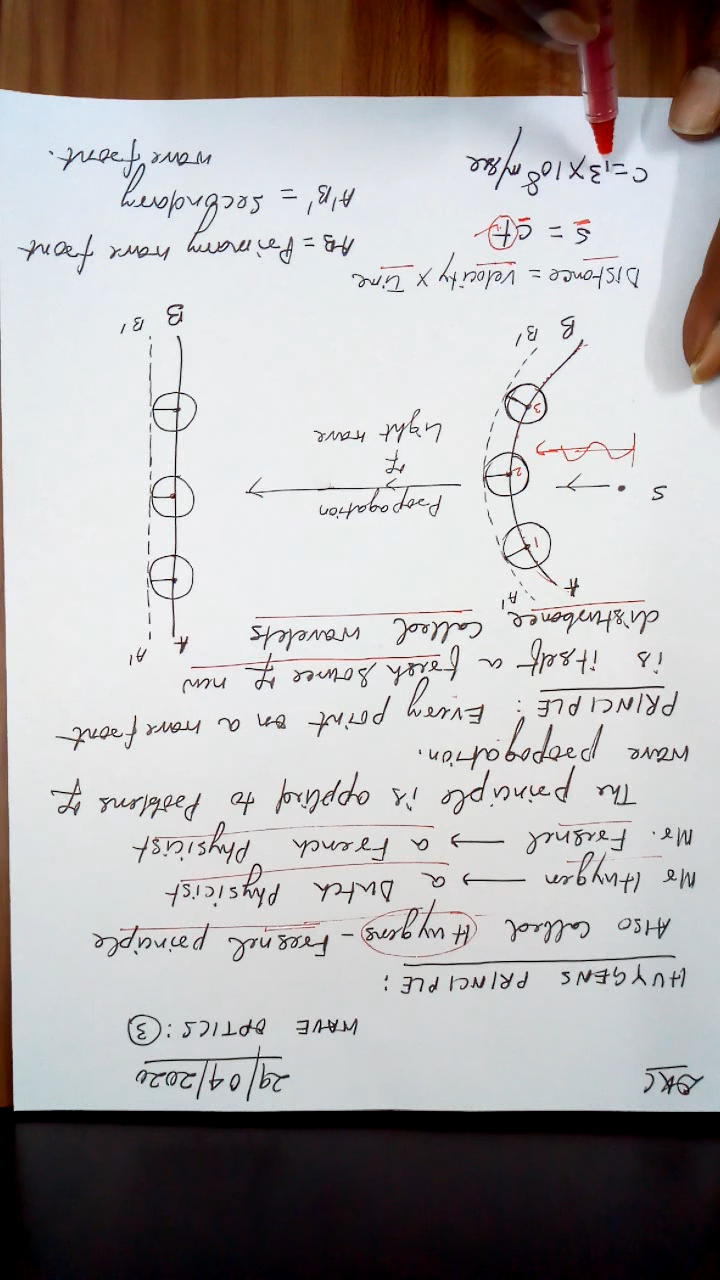 29/04/2020
WAVE OPTICS: 3
HUYGENS PRINCIPLE:
Also called Huygens - Fresnel principle
Mr Huygen → a Dutch Physicist
Mr. Fresnel → a French Physicist
The principle is applied to Problems of
wave propagation.
PRINCIPLE: Every point on a wavefront
is itself a fresh source of new
disturbance called wavelets
A A'
1
S
2
3
B B'
Propagation
of
Light wave
A A'
B B'
Distance = Velocity X Time
S = Ct
C = 3 X 10^8 m/sec
AB = Primary wave front
A'B' = Secondary
wave front.